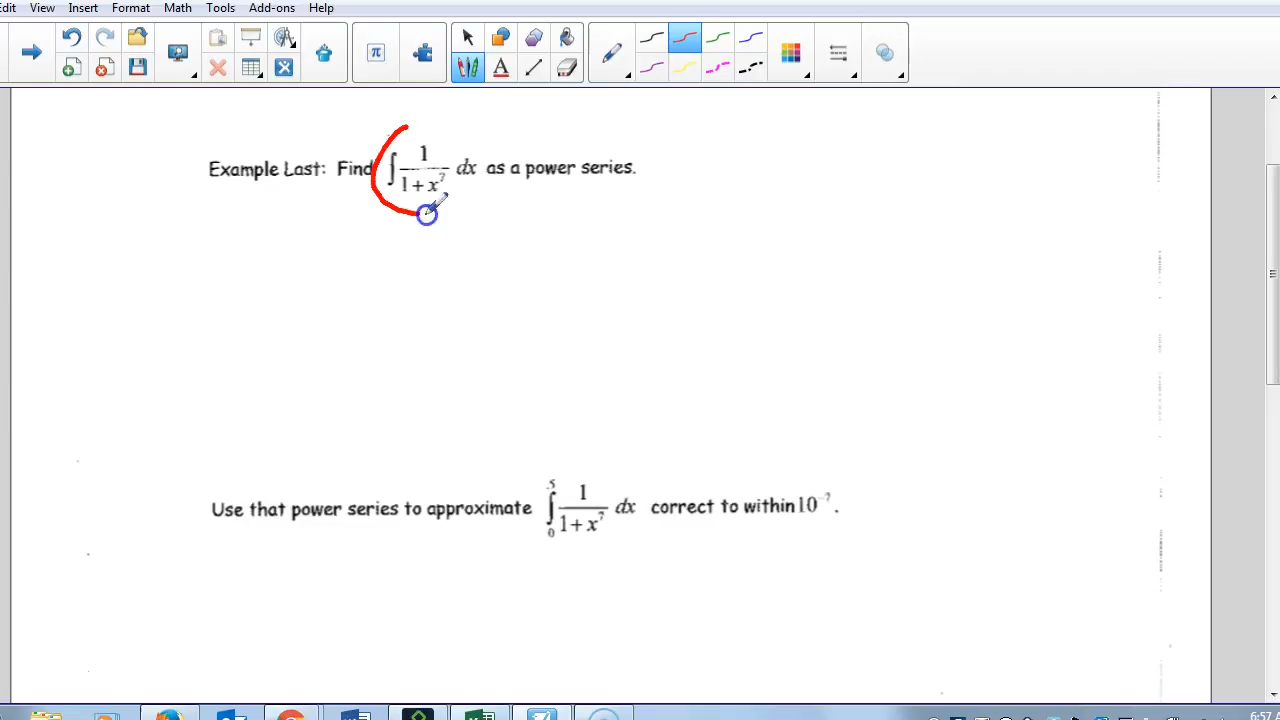 Edit View Insert Format Math Tools Add-ons Help
Example Last: Find ∫ 1/(1 + x⁷) dx as a power series.
Use that power series to approximate ∫₀^.5 1/(1 + x⁷) dx correct to within 10⁻⁷.